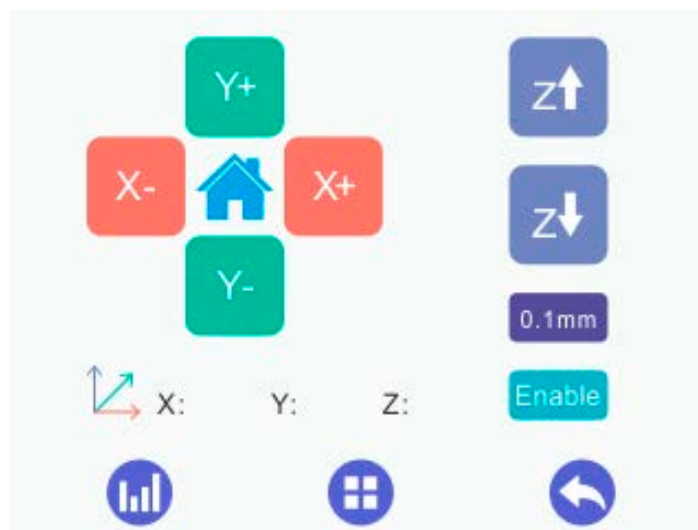 Y+
Z
X-
X+
Z
Y-
0.1mm
X: Y: Z:
Enable